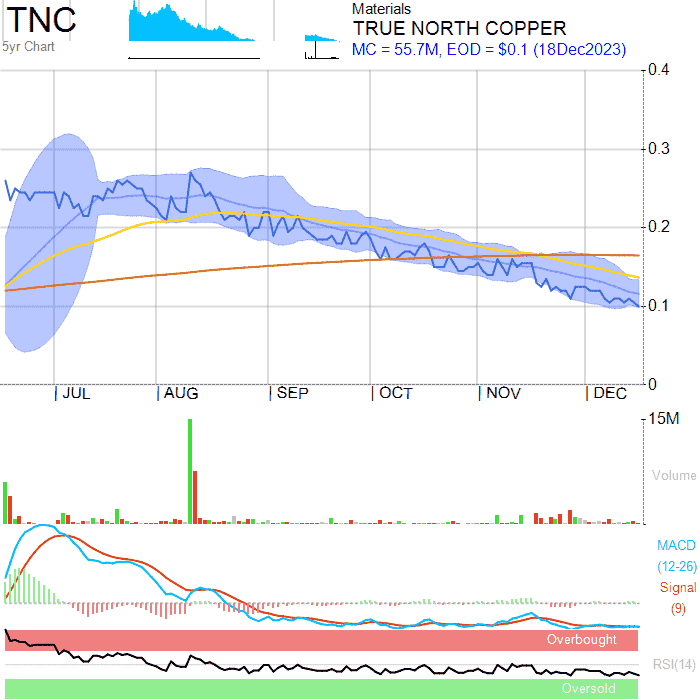 TNC
5yr Chart
Materials
TRUE NORTH COPPER
MC = 55.7M, EOD = $0.1 (18Dec2023)
0.4
0.3
0.2
0.1
0
JUL
AUG
SEP
OCT
NOV
DEC
15M
Volume
MACD
(12-26)
Signal
(9)
Overbought
RSI(14)
Oversold